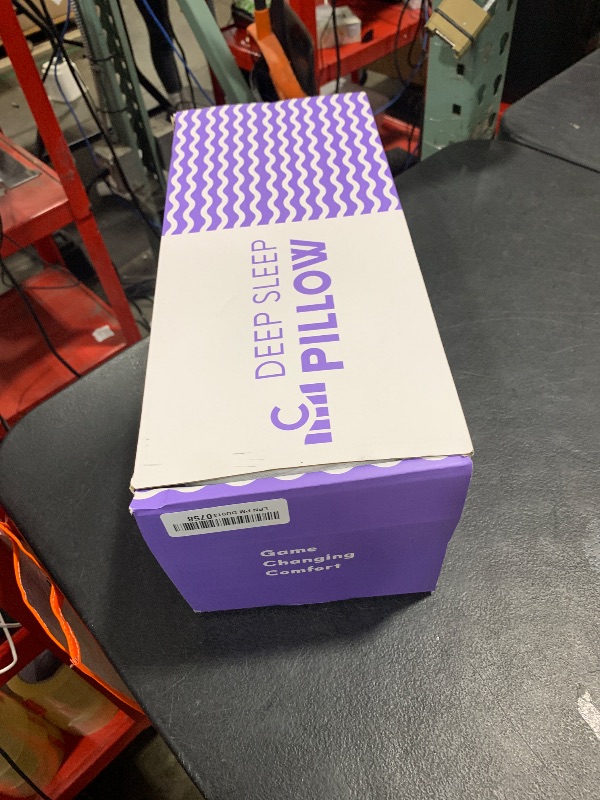 DEEP SLEEP
PILLOW
Game
Changing
Comfort